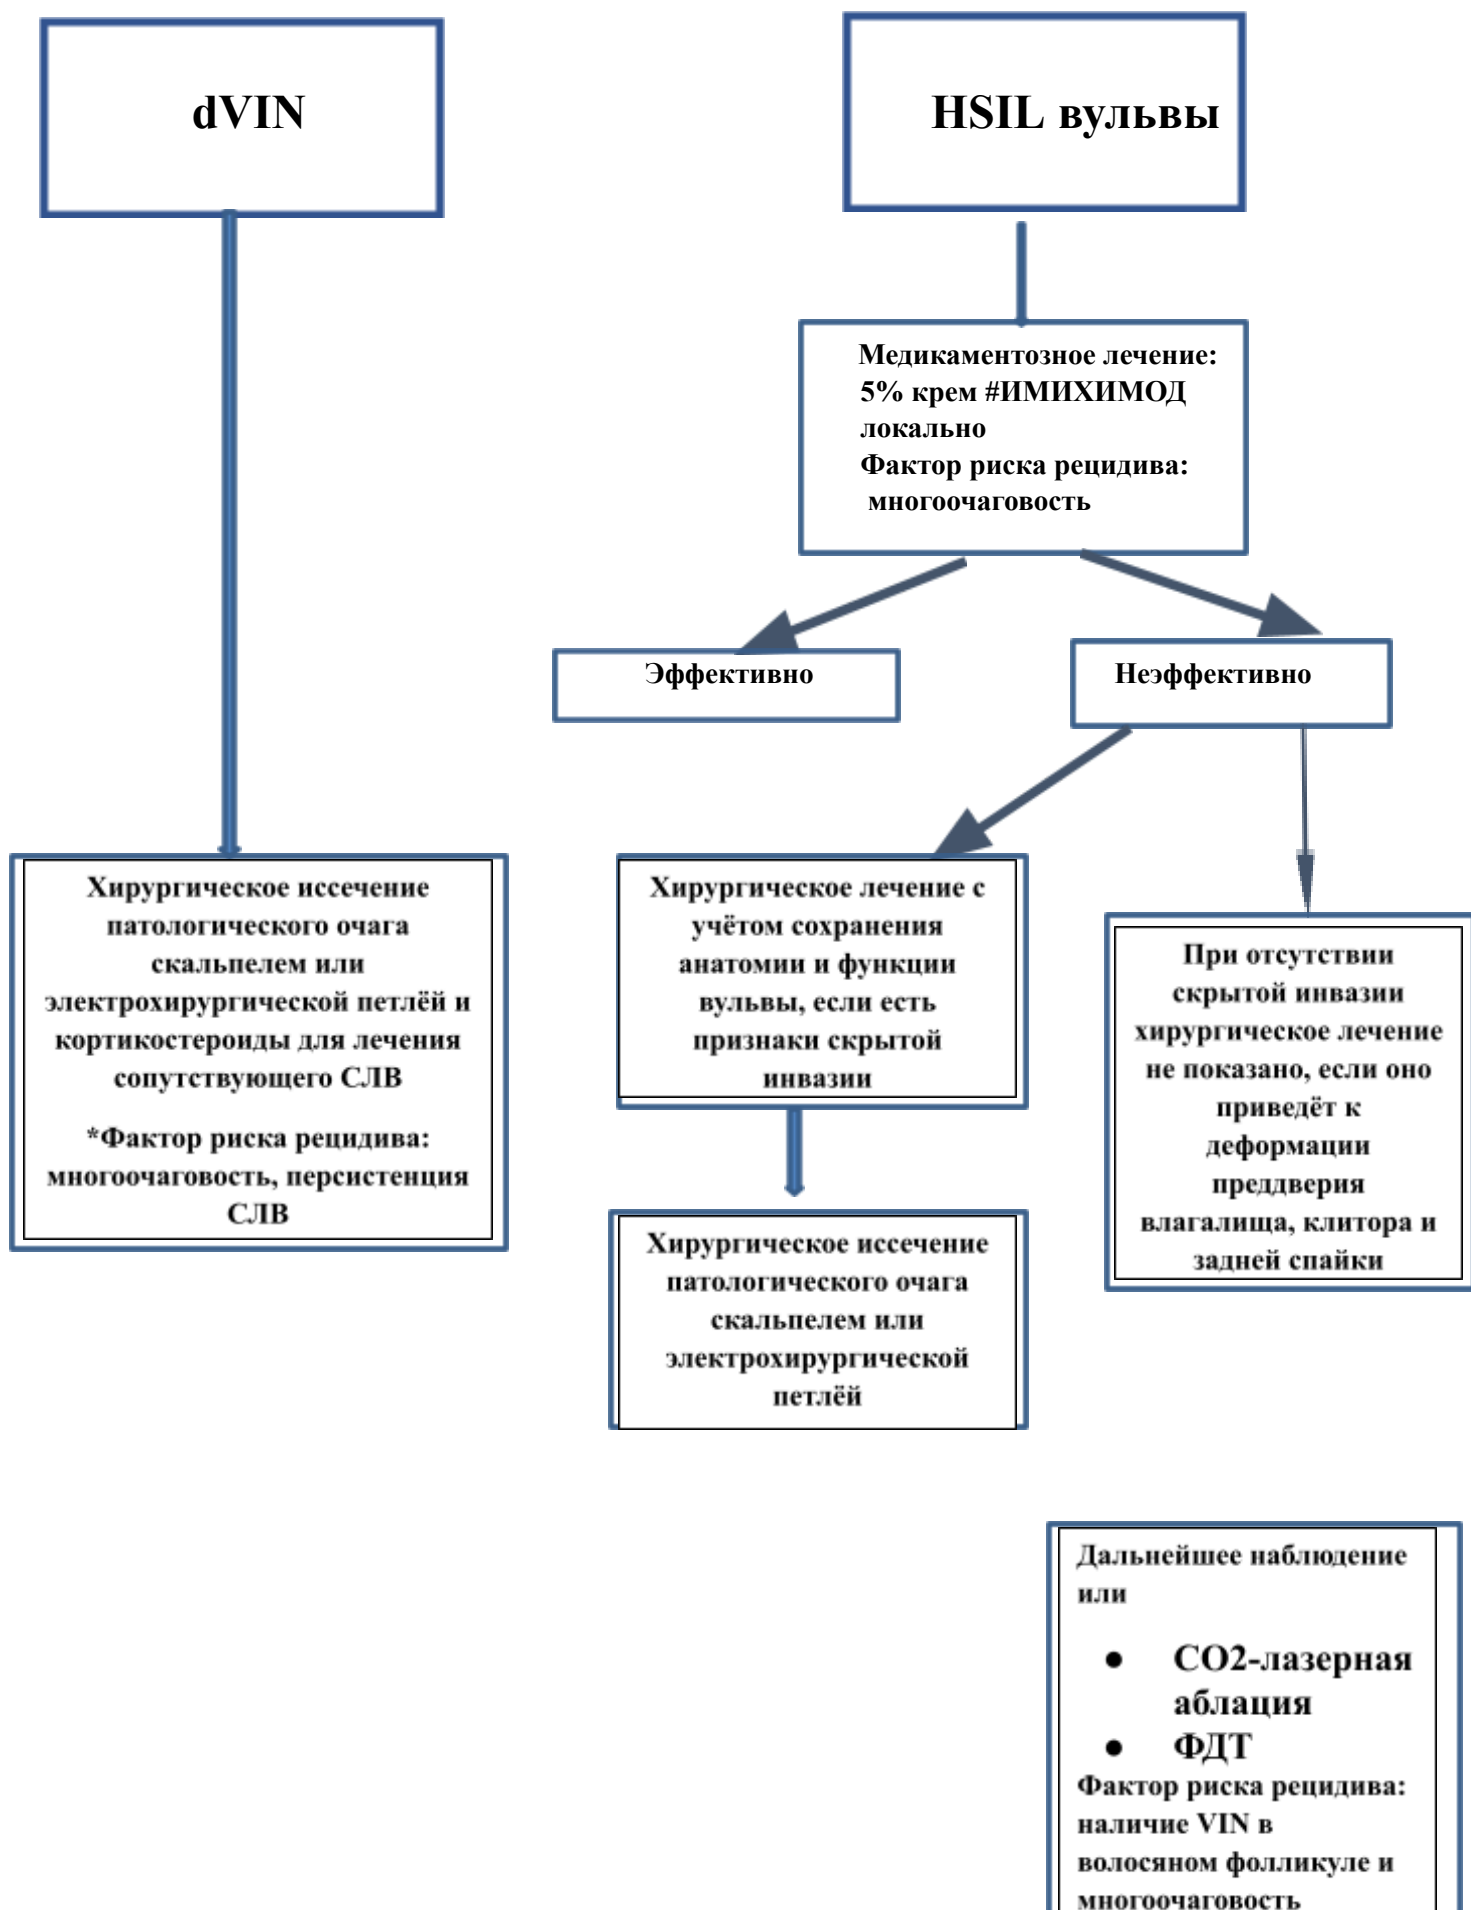 dVIN
HSIL вульвы
Медикаментозное лечение:
5% крем #ИМИХИМОД
локально
Фактор риска рецидива:
многоочаговость
Эффективно
Неэффективно
Хирургическое иссечение
патологического очага
скальпелем или
электрохирургической петлёй и
кортикостероиды для лечения
сопутствующего СЛВ
*Фактор риска рецидива:
многоочаговость, персистенция
СЛВ
Хирургическое лечение с
учётом сохранения
анатомии и функции
вульвы, если есть
признаки скрытой
инвазии
При отсутствии
скрытой инвазии
хирургическое лечение
не показано, если оно
приведёт к
деформации
преддверия
влагалища, клитора и
задней спайки
Хирургическое иссечение
патологического очага
скальпелем или
электрохирургической
петлёй
Дальнейшее наблюдение
или
● СО2-лазерная
аблация
● ФДТ
Фактор риска рецидива:
наличие VIN в
волосяном фолликуле и
многоочаговость